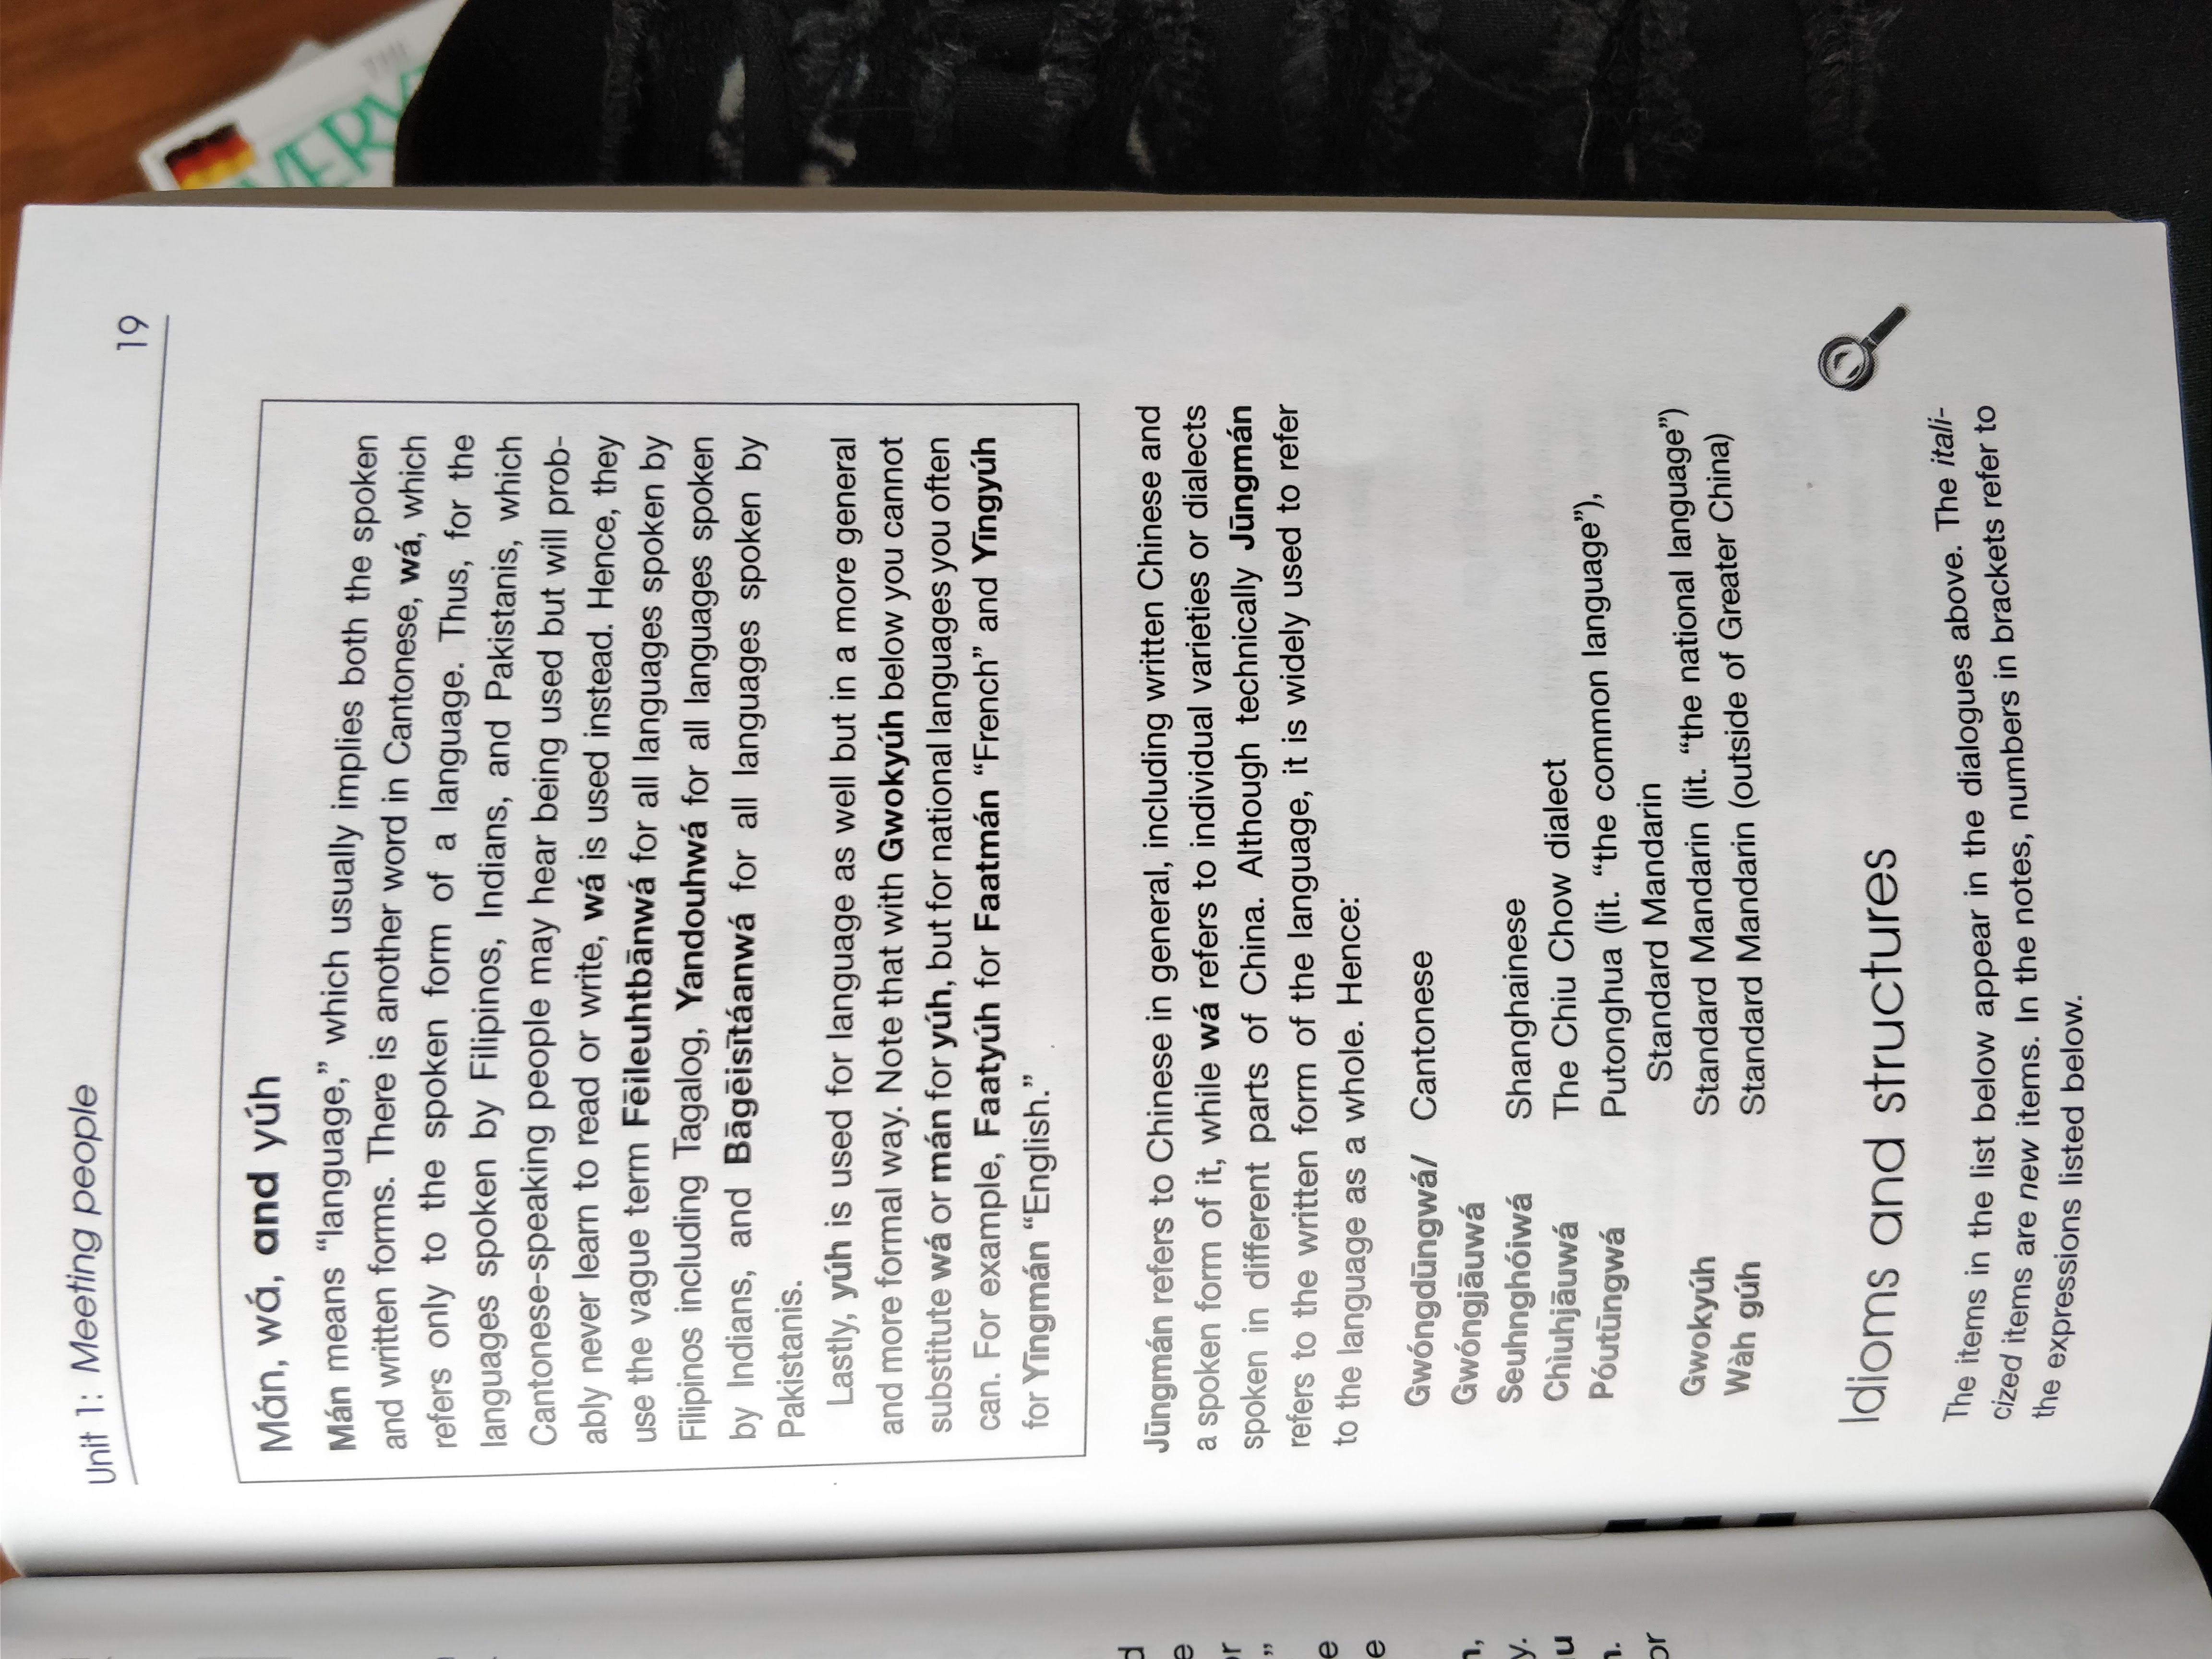 Unit 1: Meeting people
19
Mán, wá, and yúh
Mán means “language,” which usually implies both the spoken
and written forms. There is another word in Cantonese, wá, which
refers only to the spoken form of a language. Thus, for the
languages spoken by Filipinos, Indians, and Pakistanis, which
Cantonese-speaking people may hear being used but will prob-
ably never learn to read or write, wá is used instead. Hence, they
use the vague term Fēileuhtbānwá for all languages spoken by
Filipinos including Tagalog, Yandouhwá for all languages spoken
by Indians, and Bāgēisītáanwá for all languages spoken by
Pakistanis.
Lastly, yúh is used for language as well but in a more general
and more formal way. Note that with Gwokyúh below you cannot
substitute wá or mán for yúh, but for national languages you often
can. For example, Faatyúh for Faatmán “French” and Yīngyúh
for Yīngmán “English.”
Jūngmán refers to Chinese in general, including written Chinese and
a spoken form of it, while wá refers to individual varieties or dialects
spoken in different parts of China. Although technically Jūngmán
refers to the written form of the language, it is widely used to refer
to the language as a whole. Hence:
Gwóngdūngwá/ Cantonese
Gwóngjāuwá
Seuhnghóiwá Shanghainese
Chìuhjāuwá The Chiu Chow dialect
Póutūngwá Putonghua (lit. “the common language”),
Standard Mandarin
Gwokyúh Standard Mandarin (lit. “the national language”)
Wàh gúh Standard Mandarin (outside of Greater China)
Idioms and structures
The items in the list below appear in the dialogues above. The itali-
cized items are new items. In the notes, numbers in brackets refer to
the expressions listed below.
THE